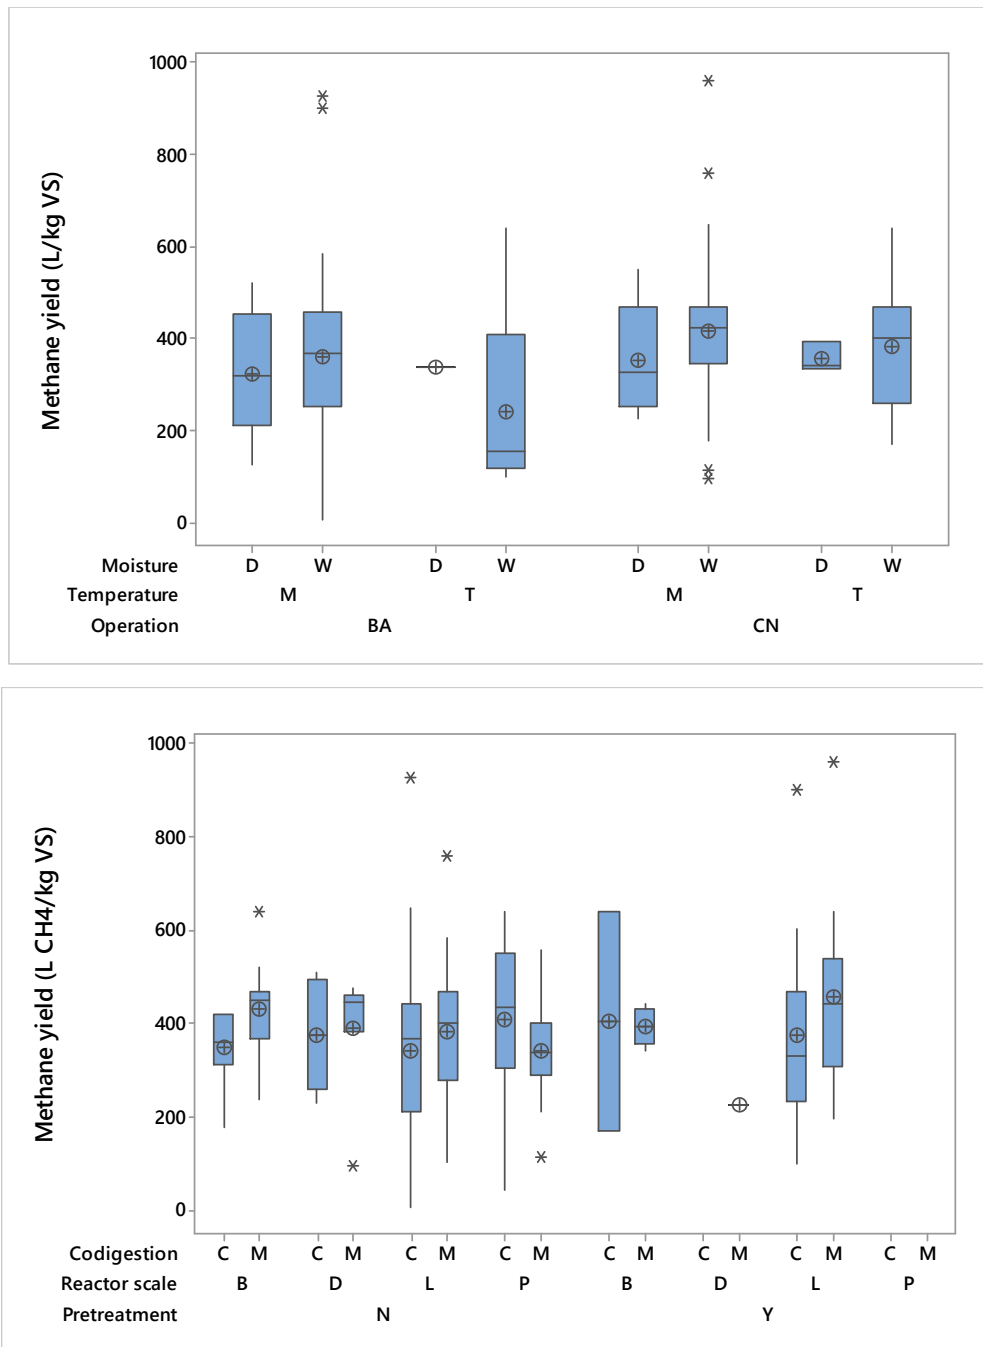 Methane yield (L/kg VS)
1000
800
600
400
200
0
Moisture D W D W D W D W
Temperature M T M T
Operation BA CN
Methane yield (L CH4/kg VS)
1000
800
600
400
200
0
Codigestion C M C M C M C M C M C M C M C M
Reactor scale B D L P B D L P
Pretreatment N Y